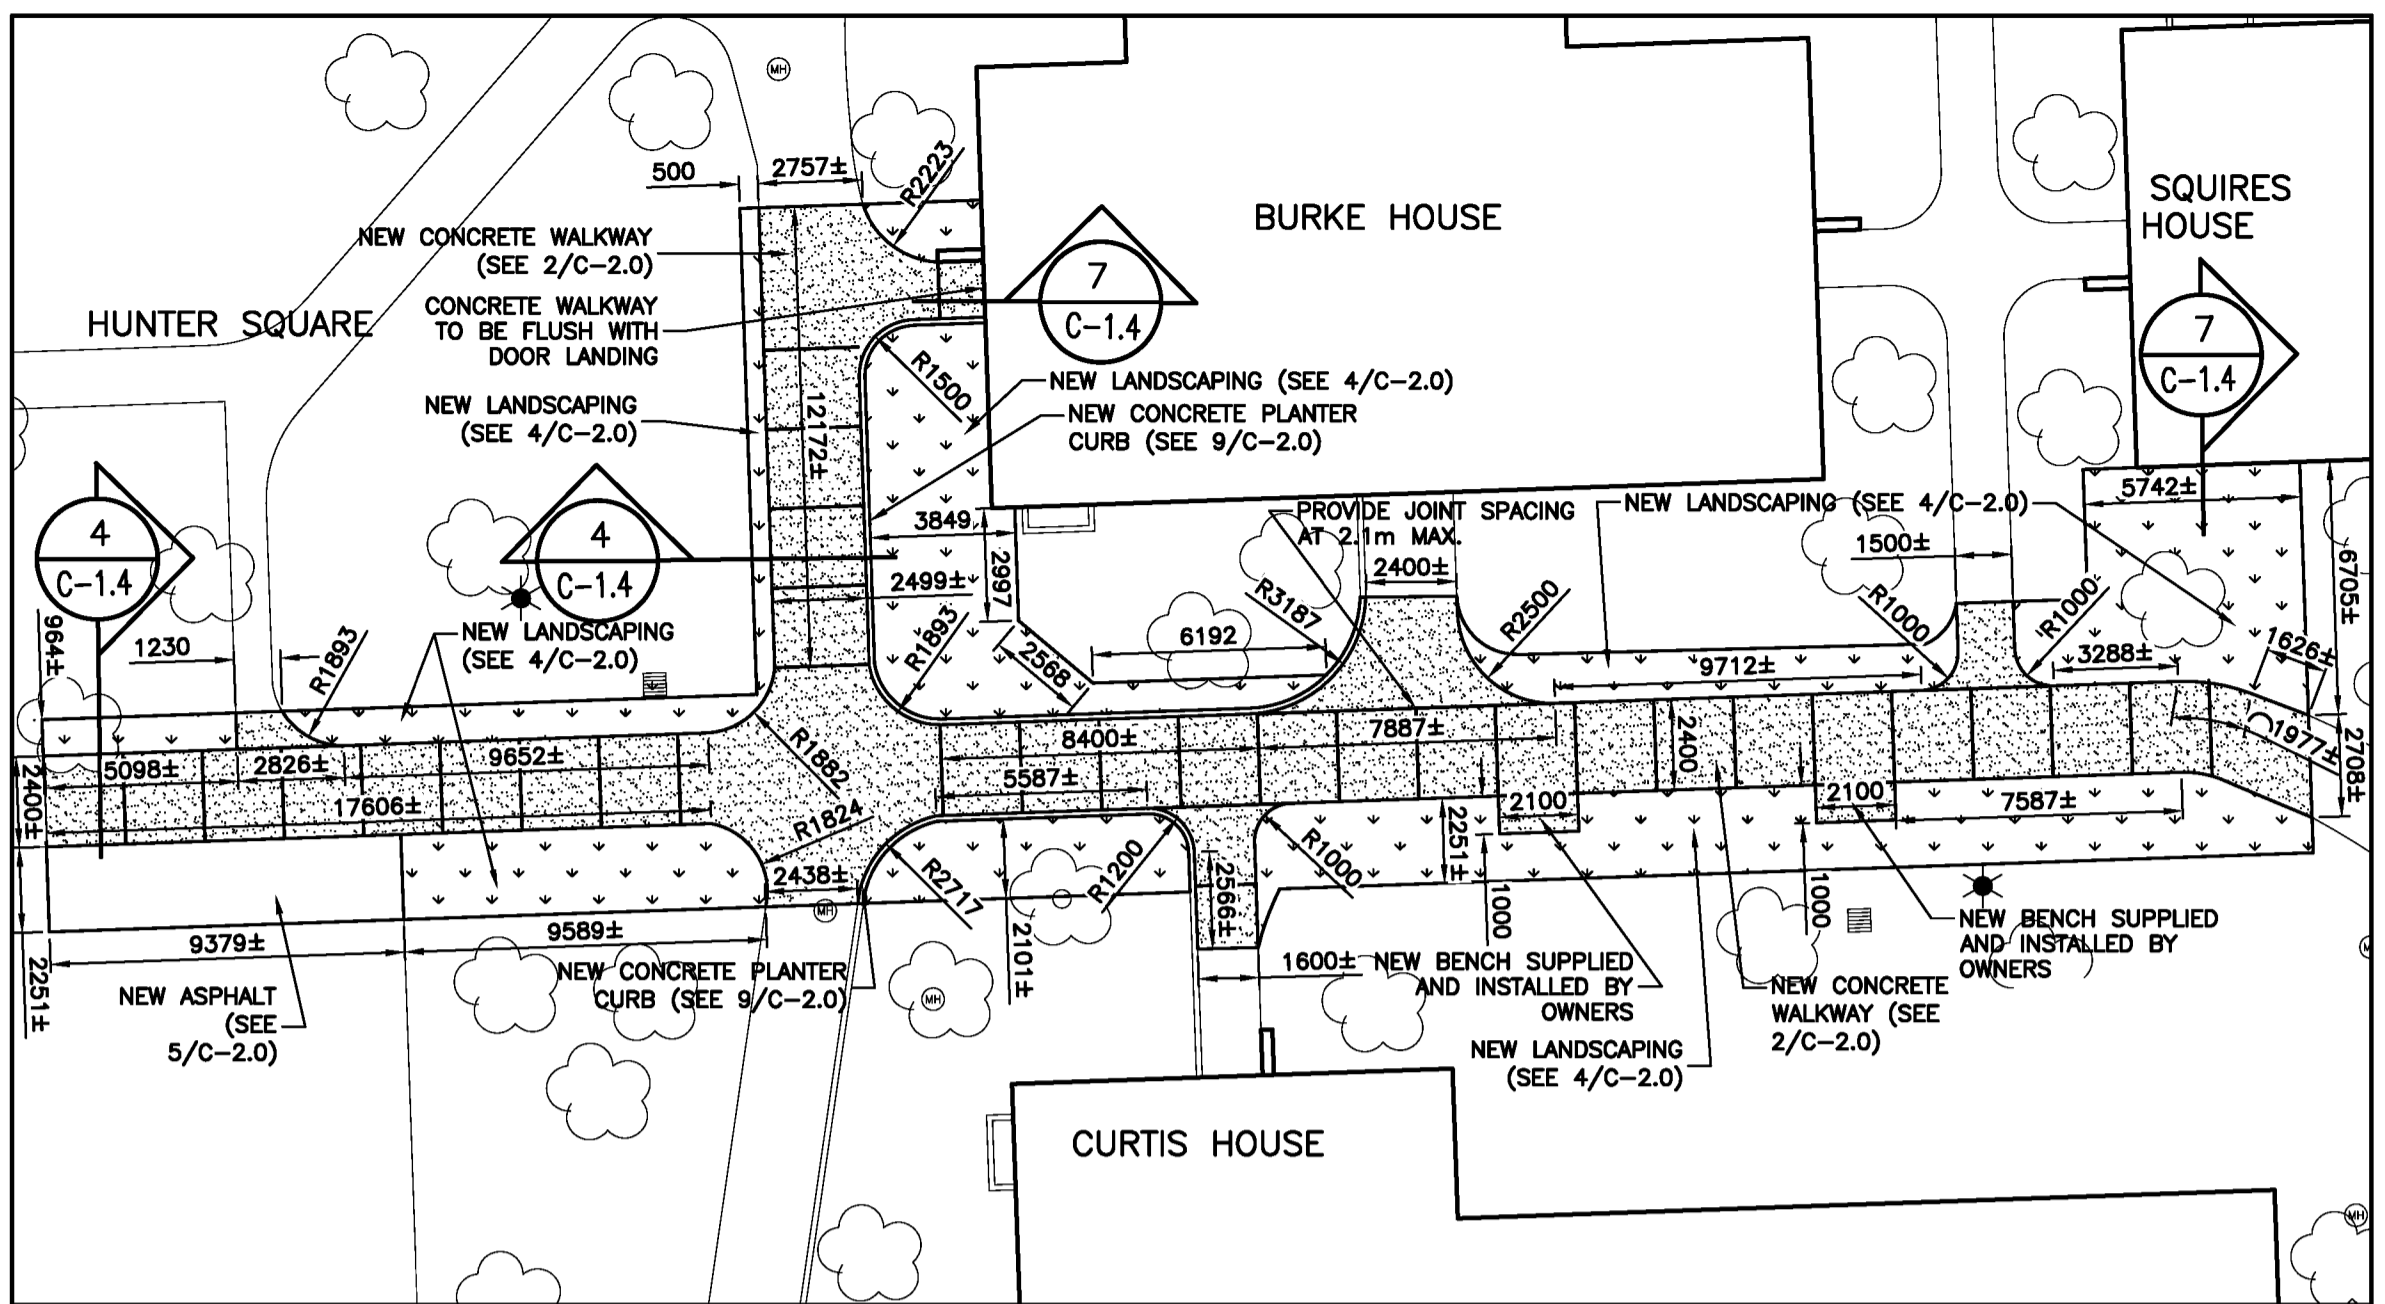 MH
500
2757±
R2223
NEW CONCRETE WALKWAY
(SEE 2/C-2.0)
CONCRETE WALKWAY
TO BE FLUSH WITH
DOOR LANDING
HUNTER SQUARE
BURKE HOUSE
SQUIRES
HOUSE
7
C-1.4
7
C-1.4
R1500
NEW LANDSCAPING (SEE 4/C-2.0)
NEW LANDSCAPING
(SEE 4/C-2.0)
NEW CONCRETE PLANTER
CURB (SEE 9/C-2.0)
12172±
4
C-1.4
4
C-1.4
3849
2997
2499±
PROVIDE JOINT SPACING
AT 2.1m MAX.
NEW LANDSCAPING (SEE 4/C-2.0)
5742±
1500±
2400±
6705±
964±
1230
R1893
NEW LANDSCAPING
(SEE 4/C-2.0)
R1893
2568
6192
R3187
R2500
R1000
R1000
9712±
3288±
1626±
5098±
2826±
9652±
R1882
8400±
7887±
2400
1977±
2708±
2400±
17606±
R1824
5587±
2100
2100
7587±
2438±
R2717
R1200
2566±
R1000
2251±
1000
1000
MH
9379±
9589±
2251±
2101±
NEW ASPHALT
(SEE
5/C-2.0)
NEW CONCRETE PLANTER
CURB (SEE 9/C-2.0)
MH
1600±
NEW BENCH SUPPLIED
AND INSTALLED BY
OWNERS
NEW BENCH SUPPLIED
AND INSTALLED BY
OWNERS
NEW CONCRETE
WALKWAY (SEE
2/C-2.0)
NEW LANDSCAPING
(SEE 4/C-2.0)
CURTIS HOUSE
MH